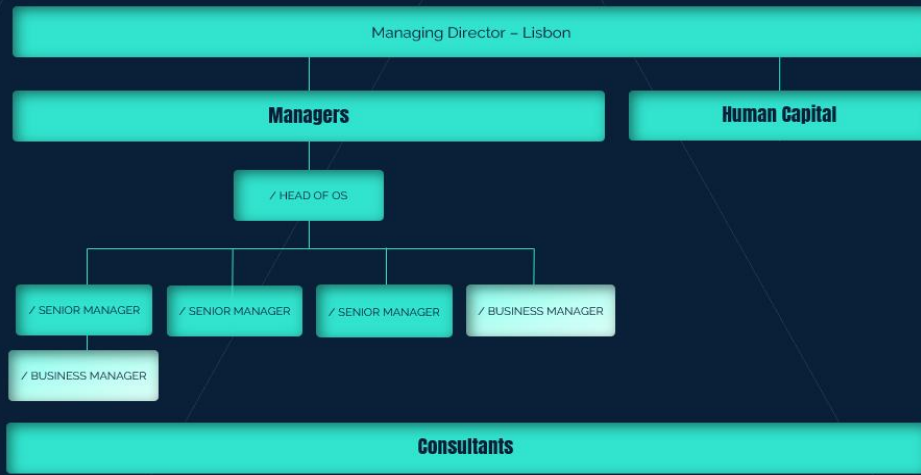 Managing Director – Lisbon
Managers
Human Capital
/ HEAD OF OS
/ SENIOR MANAGER
/ SENIOR MANAGER
/ SENIOR MANAGER
/ BUSINESS MANAGER
/ BUSINESS MANAGER
Consultants